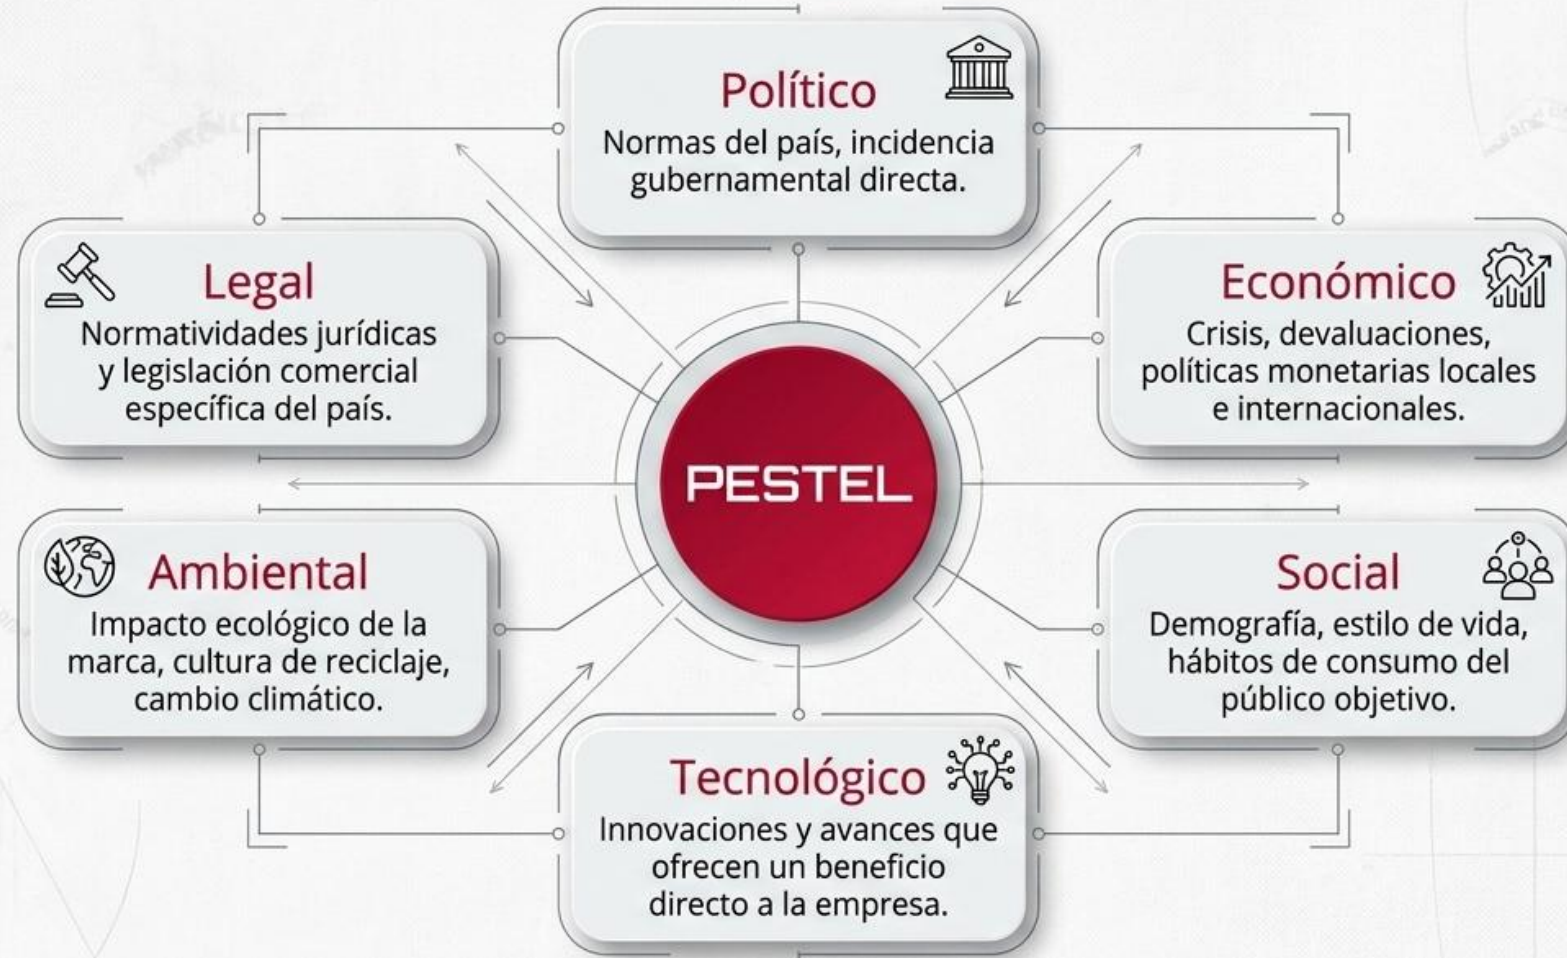 Político
Normas del país, incidencia
gubernamental directa.
Legal
Normatividades jurídicas
y legislación comercial
específica del país.
Económico
Crisis, devaluaciones,
políticas monetarias locales
e internacionales.
PESTEL
Ambiental
Impacto ecológico de la
marca, cultura de reciclaje,
cambio climático.
Social
Demografía, estilo de vida,
hábitos de consumo del
público objetivo.
Tecnológico
Innovaciones y avances que
ofrecen un beneficio
directo a la empresa.